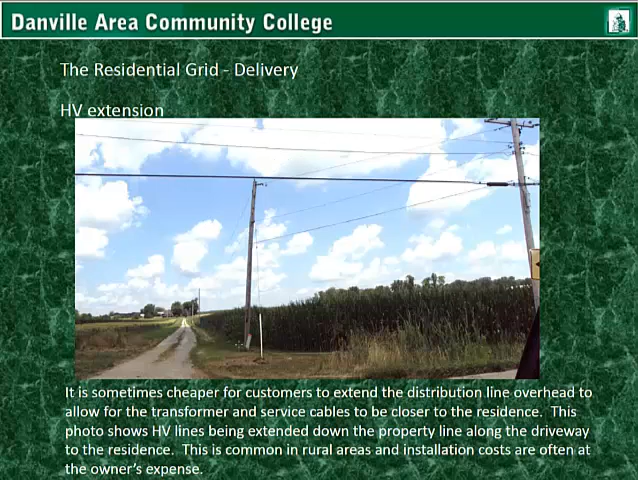 Danville Area Community College
The Residential Grid - Delivery
HV extension
It is sometimes cheaper for customers to extend the distribution line overhead to
allow for the transformer and service cables to be closer to the residence.  This
photo shows HV lines being extended down the property line along the driveway
to the residence.  This is common in rural areas and installation costs are often at
the owner's expense.